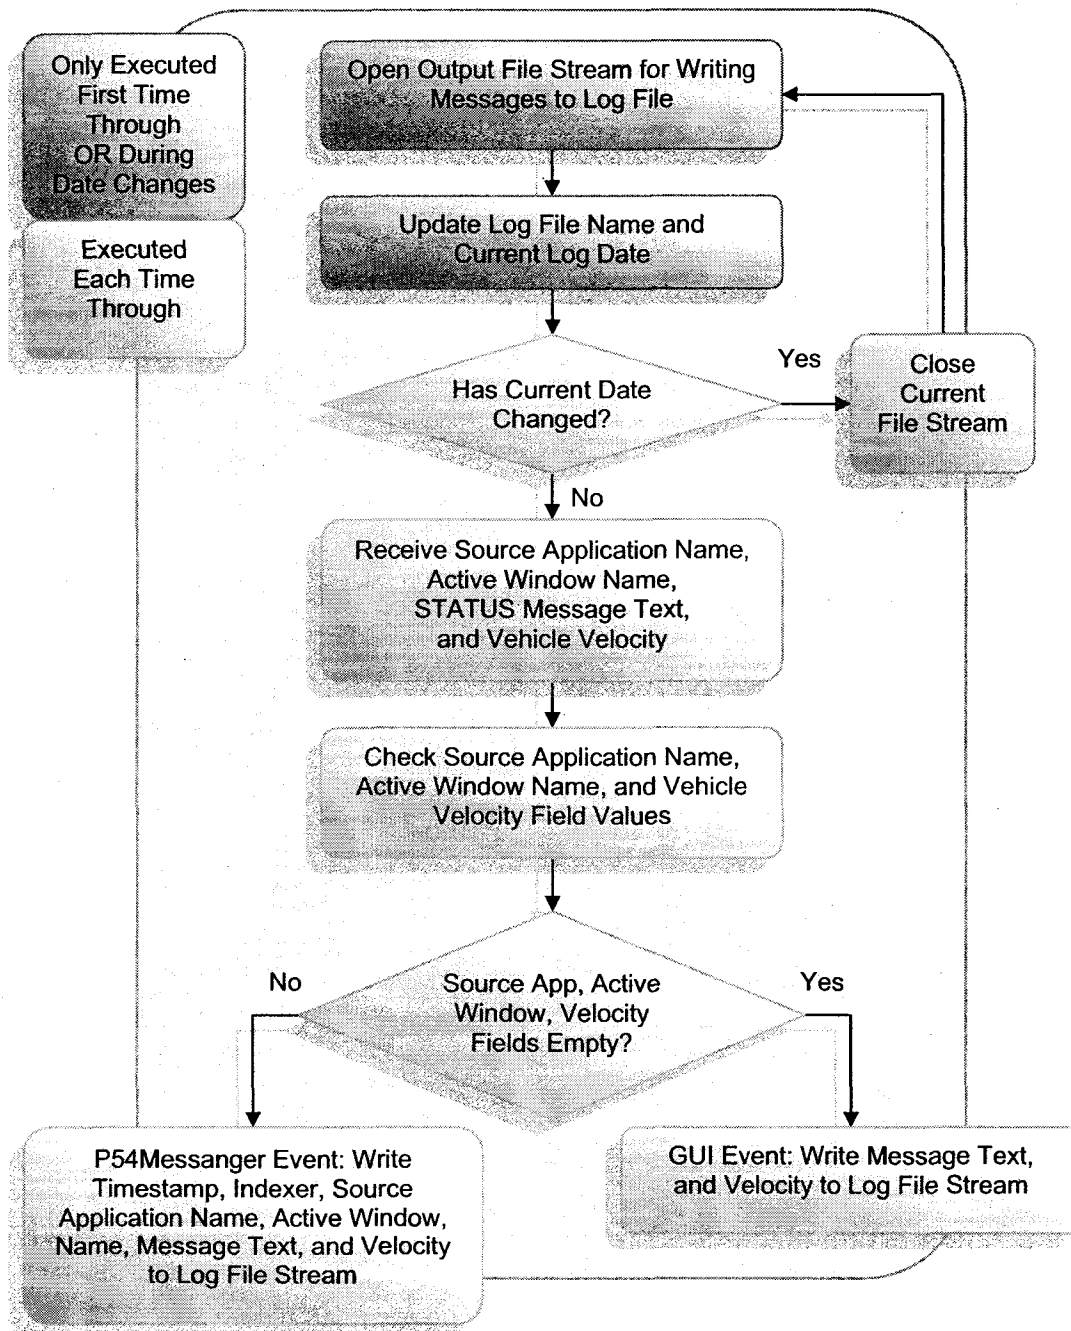 Only Executed
First Time
Through
OR During
Date Changes
Executed
Each Time
Through
Open Output File Stream for Writing
Messages to Log File
Update Log File Name and
Current Log Date
Has Current Date
Changed?
Yes
Close
Current
File Stream
No
Receive Source Application Name,
Active Window Name,
STATUS Message Text,
and Vehicle Velocity
Check Source Application Name,
Active Window Name, and Vehicle
Velocity Field Values
Source App, Active
Window, Velocity
Fields Empty?
No
Yes
P54Messanger Event: Write
Timestamp, Indexer, Source
Application Name, Active Window,
Name, Message Text, and Velocity
to Log File Stream
GUI Event: Write Message Text,
and Velocity to Log File Stream